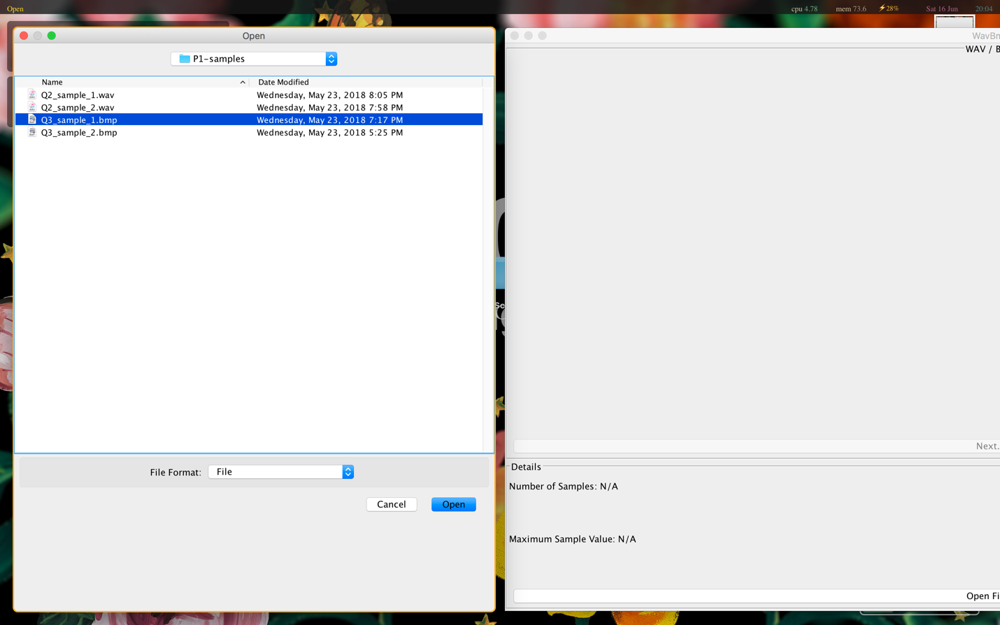 Open cpu 4.78 mem 73.6 ⚡28% Sat 16 Jun 20:04
Open
P1-samples
Name Date Modified
Q2_sample_1.wav Wednesday, May 23, 2018 8:05 PM
Q2_sample_2.wav Wednesday, May 23, 2018 7:58 PM
Q3_sample_1.bmp Wednesday, May 23, 2018 7:17 PM
Q3_sample_2.bmp Wednesday, May 23, 2018 5:25 PM
File Format: File
Cancel Open
WavBm
WAV / B
Sc
Next.
Details
Number of Samples: N/A
Maximum Sample Value: N/A
Open Fi